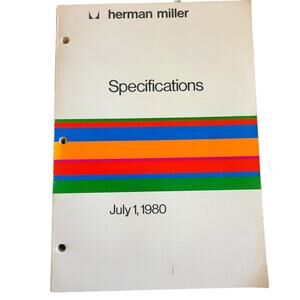 herman miller
Specifications
July 1, 1980